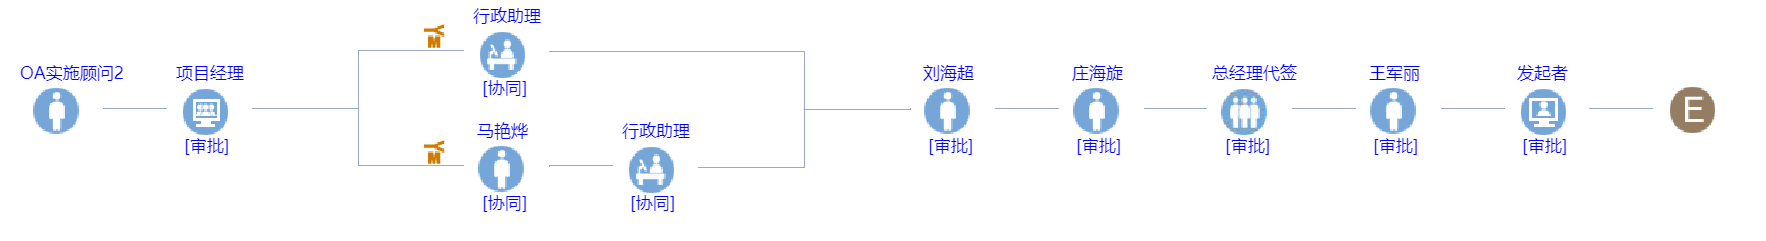 OA实施顾问2
项目经理
[审批]
YM
行政助理
[协同]
YM
马艳烨
[协同]
行政助理
[协同]
刘海超
[审批]
庄海旋
[审批]
总经理代签
[审批]
王军丽
[审批]
发起者
[审批]
E